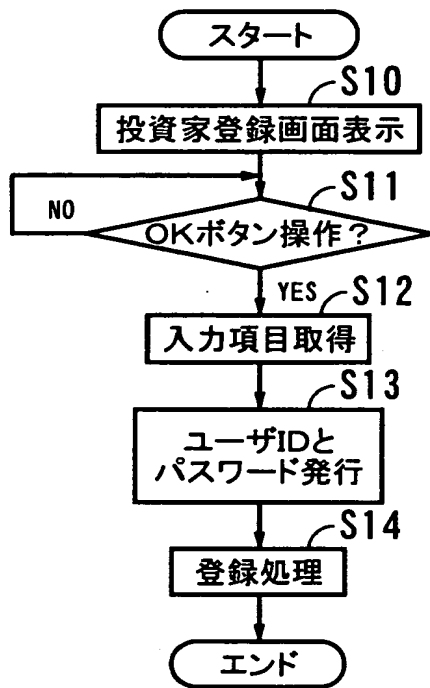 スタート
S10
投資家登録画面表示
S11
NO
OKボタン操作?
YES
S12
入力項目取得
S13
ユーザIDと
パスワード発行
S14
登録処理
エンド